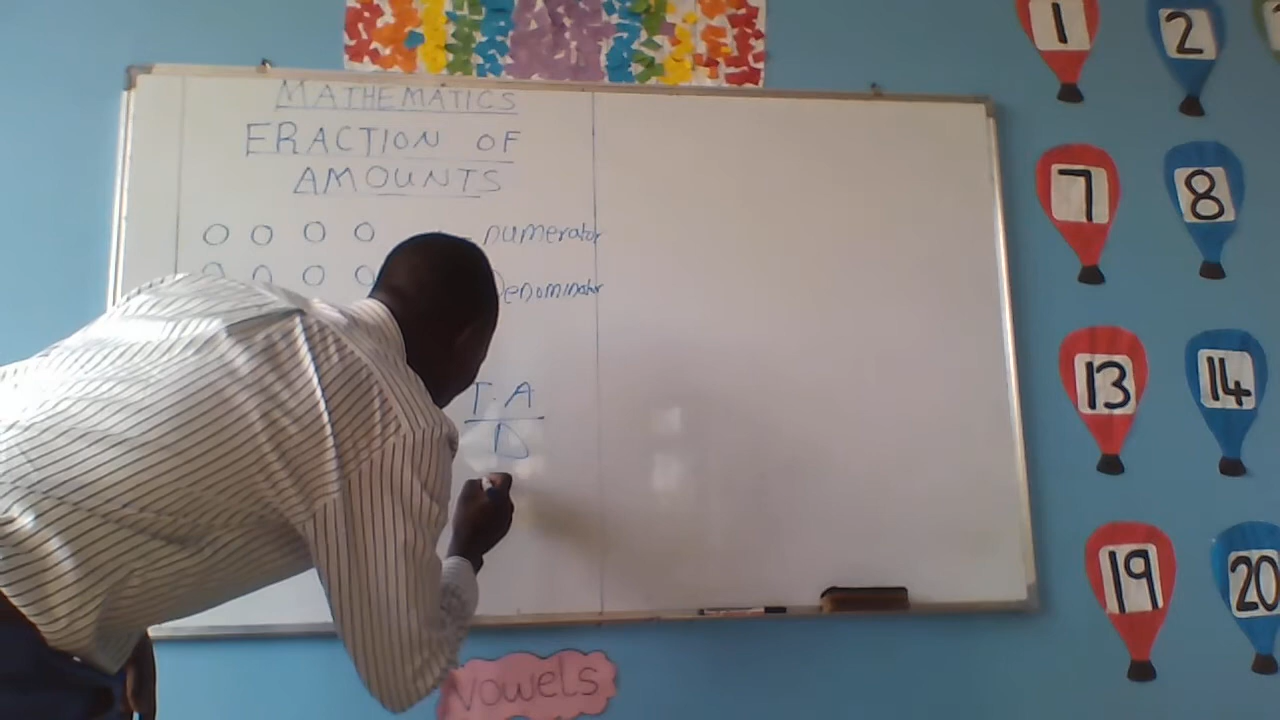 MATHEMATICS
FRACTION OF
AMOUNTS
numerator
Denominator
T. A
D
1
2
7
8
13
14
19
20
Vowels